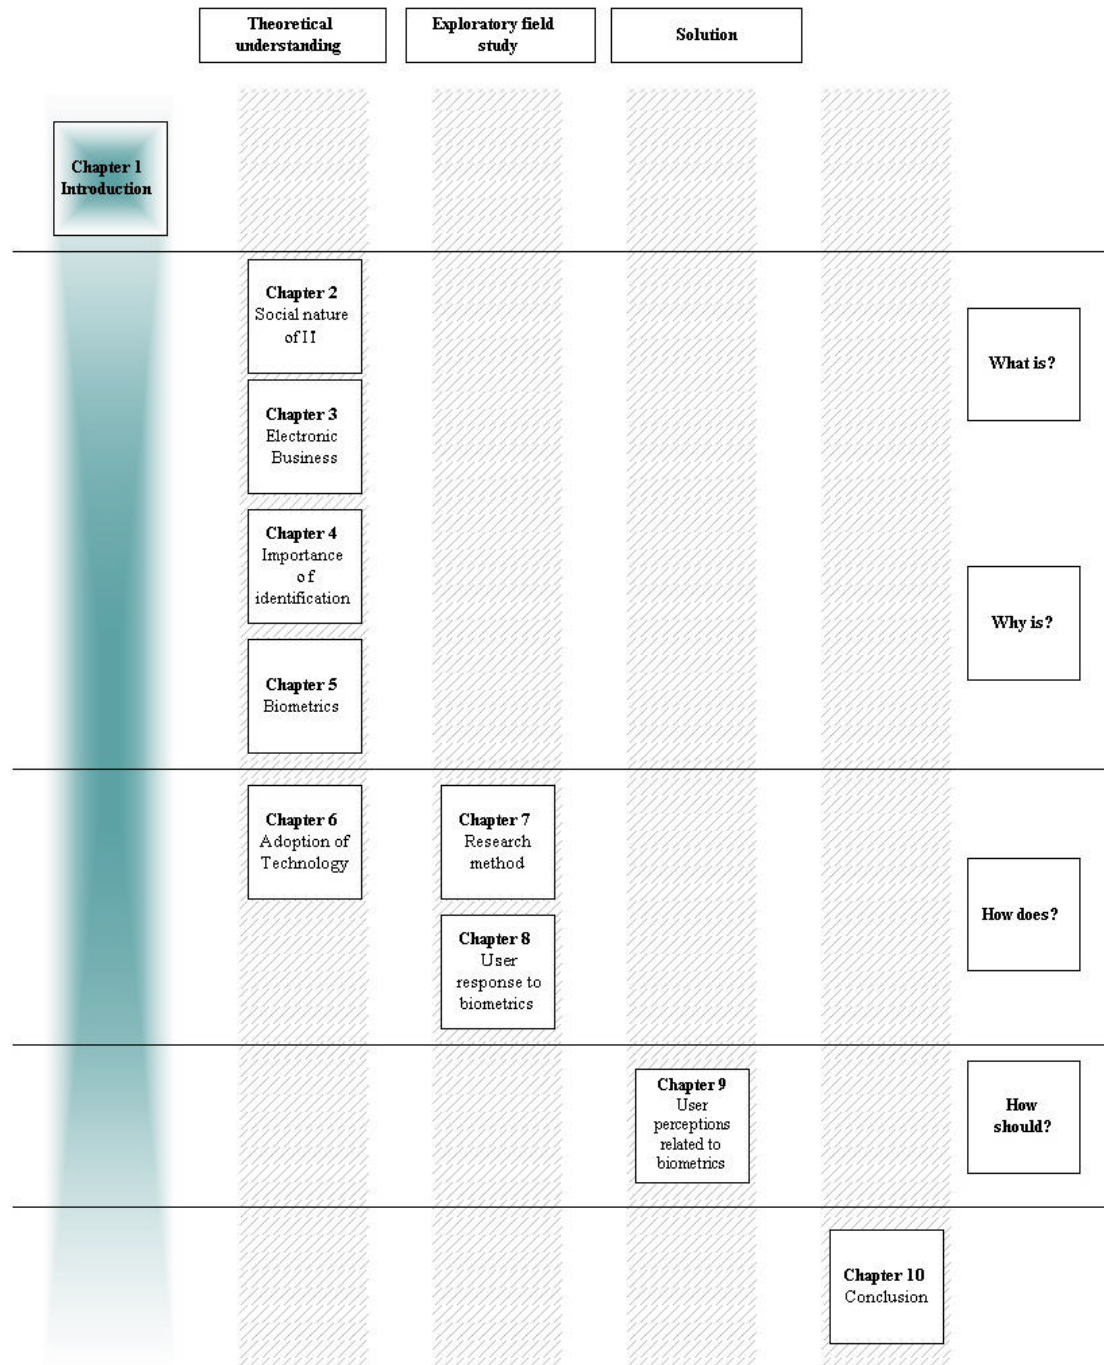 Theoretical
understanding
Exploratory field
study
Solution
Chapter 1
Introduction
Chapter 2
Social nature
of II
What is?
Chapter 3
Electronic
Business
Chapter 4
Importance
of
identification
Why is?
Chapter 5
Biometrics
Chapter 6
Adoption of
Technology
Chapter 7
Research
method
How does?
Chapter 8
User
response to
biometrics
Chapter 9
User
perceptions
related to
biometrics
How
should?
Chapter 10
Conclusion